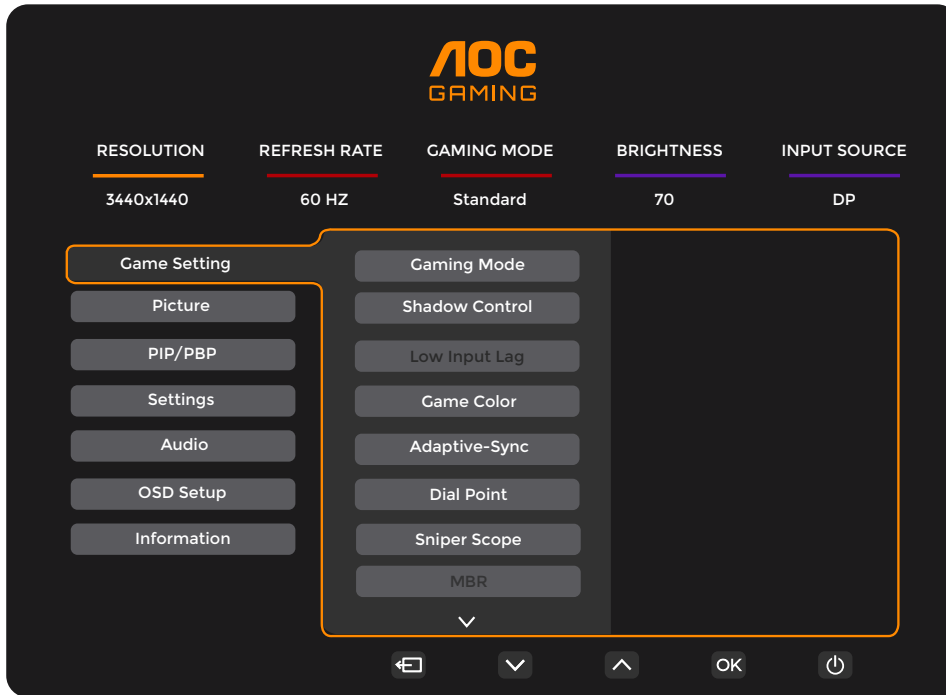 AOC
GAMING
RESOLUTION REFRESH RATE GAMING MODE BRIGHTNESS INPUT SOURCE
3440x1440 60 HZ Standard 70 DP
Game Setting
Picture
PIP/PBP
Settings
Audio
OSD Setup
Information
Gaming Mode
Shadow Control
Low Input Lag
Game Color
Adaptive-Sync
Dial Point
Sniper Scope
MBR
OK